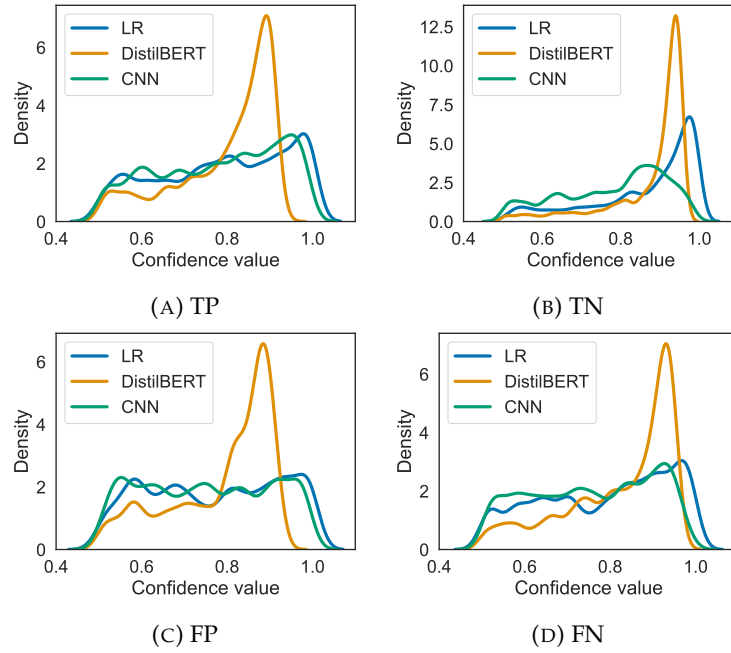 LR
DistilBERT
CNN
Density
6
4
2
0
0.4 0.6 0.8 1.0
Confidence value
(A) TP
LR
DistilBERT
CNN
Density
12.5
10.0
7.5
5.0
2.5
0.0
0.4 0.6 0.8 1.0
Confidence value
(B) TN
LR
DistilBERT
CNN
Density
6
4
2
0
0.4 0.6 0.8 1.0
Confidence value
(C) FP
LR
DistilBERT
CNN
Density
6
4
2
0
0.4 0.6 0.8 1.0
Confidence value
(D) FN